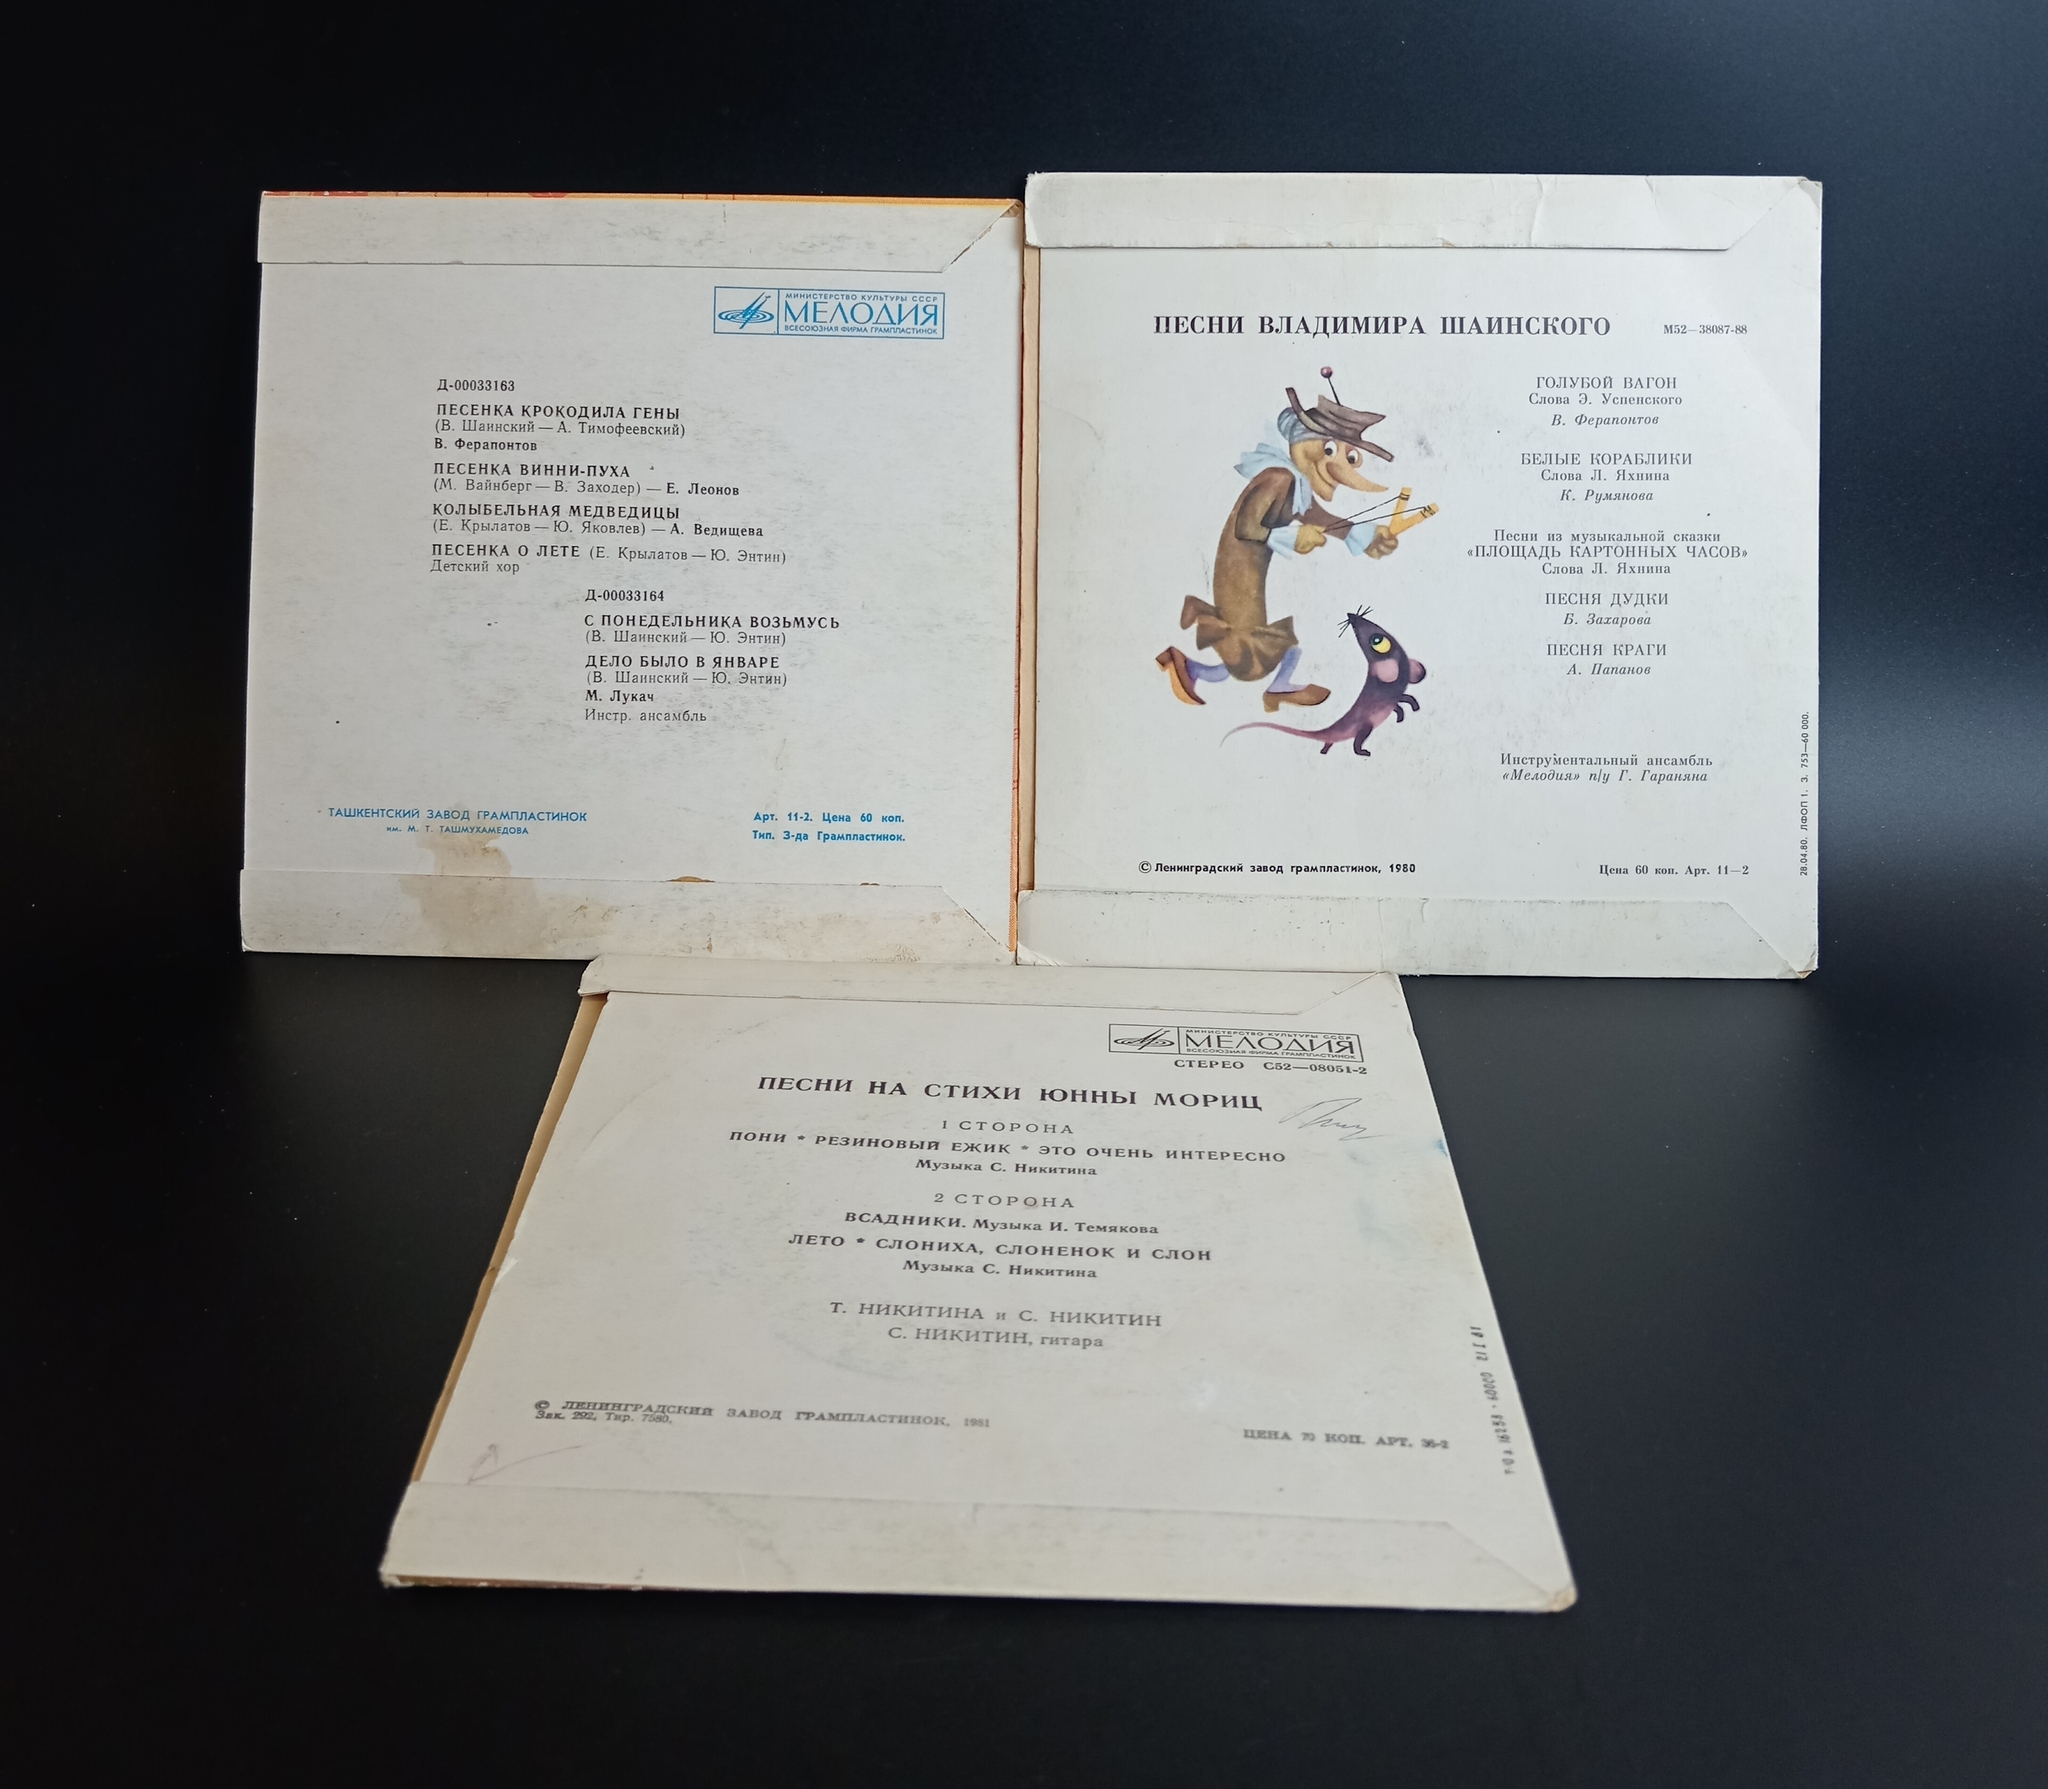 МИНИСТЕРСТВО КУЛЬТУРЫ СССР
МЕЛОДИЯ
ВСЕСОЮЗНАЯ ФИРМА ГРАМПЛАСТИНОК
Д-00033163
ПЕСЕНКА КРОКОДИЛА ГЕНЫ
(В. Шаинский — А. Тимофеевский)
В. Ферапонтов
ПЕСЕНКА ВИННИ-ПУХА
(М. Вайнберг — В. Заходер) — Е. Леонов
КОЛЫБЕЛЬНАЯ МЕДВЕДИЦЫ
(Е. Крылатов — Ю. Яковлев) — А. Ведищева
ПЕСЕНКА О ЛЕТЕ (Е. Крылатов — Ю. Энтин)
Детский хор
Д-00033164
С ПОНЕДЕЛЬНИКА ВОЗЬМУСЬ
(В. Шаинский — Ю. Энтин)
ДЕЛО БЫЛО В ЯНВАРЕ
(В. Шаинский — Ю. Энтин)
М. Лукач
Инстр. ансамбль
ТАШКЕНТСКИЙ ЗАВОД ГРАМПЛАСТИНОК
им. М. Т. ТАШМУХАМЕДОВА
Арт. 11-2. Цена 60 коп.
Тип. З-да Грампластинок.
ПЕСНИ ВЛАДИМИРА ШАИНСКОГО
М52—38087-88
ГОЛУБОЙ ВАГОН
Слова Э. Успенского
В. Ферапонтов
БЕЛЫЕ КОРАБЛИКИ
Слова Л. Яхнина
К. Румянова
Песни из музыкальной сказки
«ПЛОЩАДЬ КАРТОННЫХ ЧАСОВ»
Слова Л. Яхнина
ПЕСНЯ ДУДКИ
Б. Захарова
ПЕСНЯ КРАГИ
А. Папанов
Инструментальный ансамбль
«Мелодия» п/у Г. Гараняна
© Ленинградский завод грампластинок, 1980
Цена 60 коп. Арт. 11—2
28.04.80. ЛФОП 1. З. 753—60 000.
МИНИСТЕРСТВО КУЛЬТУРЫ СССР
МЕЛОДИЯ
ВСЕСОЮЗНАЯ ФИРМА ГРАМПЛАСТИНОК
СТЕРЕО С52—08051-2
ПЕСНИ НА СТИХИ ЮННЫ МОРИЦ
1 СТОРОНА
ПОНИ * РЕЗИНОВЫЙ ЕЖИК * ЭТО ОЧЕНЬ ИНТЕРЕСНО
Музыка С. Никитина
2 СТОРОНА
ВСАДНИКИ. Музыка И. Темякова
ЛЕТО * СЛОНИХА, СЛОНЕНОК И СЛОН
Музыка С. Никитина
Т. НИКИТИНА и С. НИКИТИН
С. НИКИТИН, гитара
© ЛЕНИНГРАДСКИЙ ЗАВОД ГРАМПЛАСТИНОК, 1981
Зак. 292, Тир. 7580.
ЦЕНА 70 КОП. АРТ. 36-2